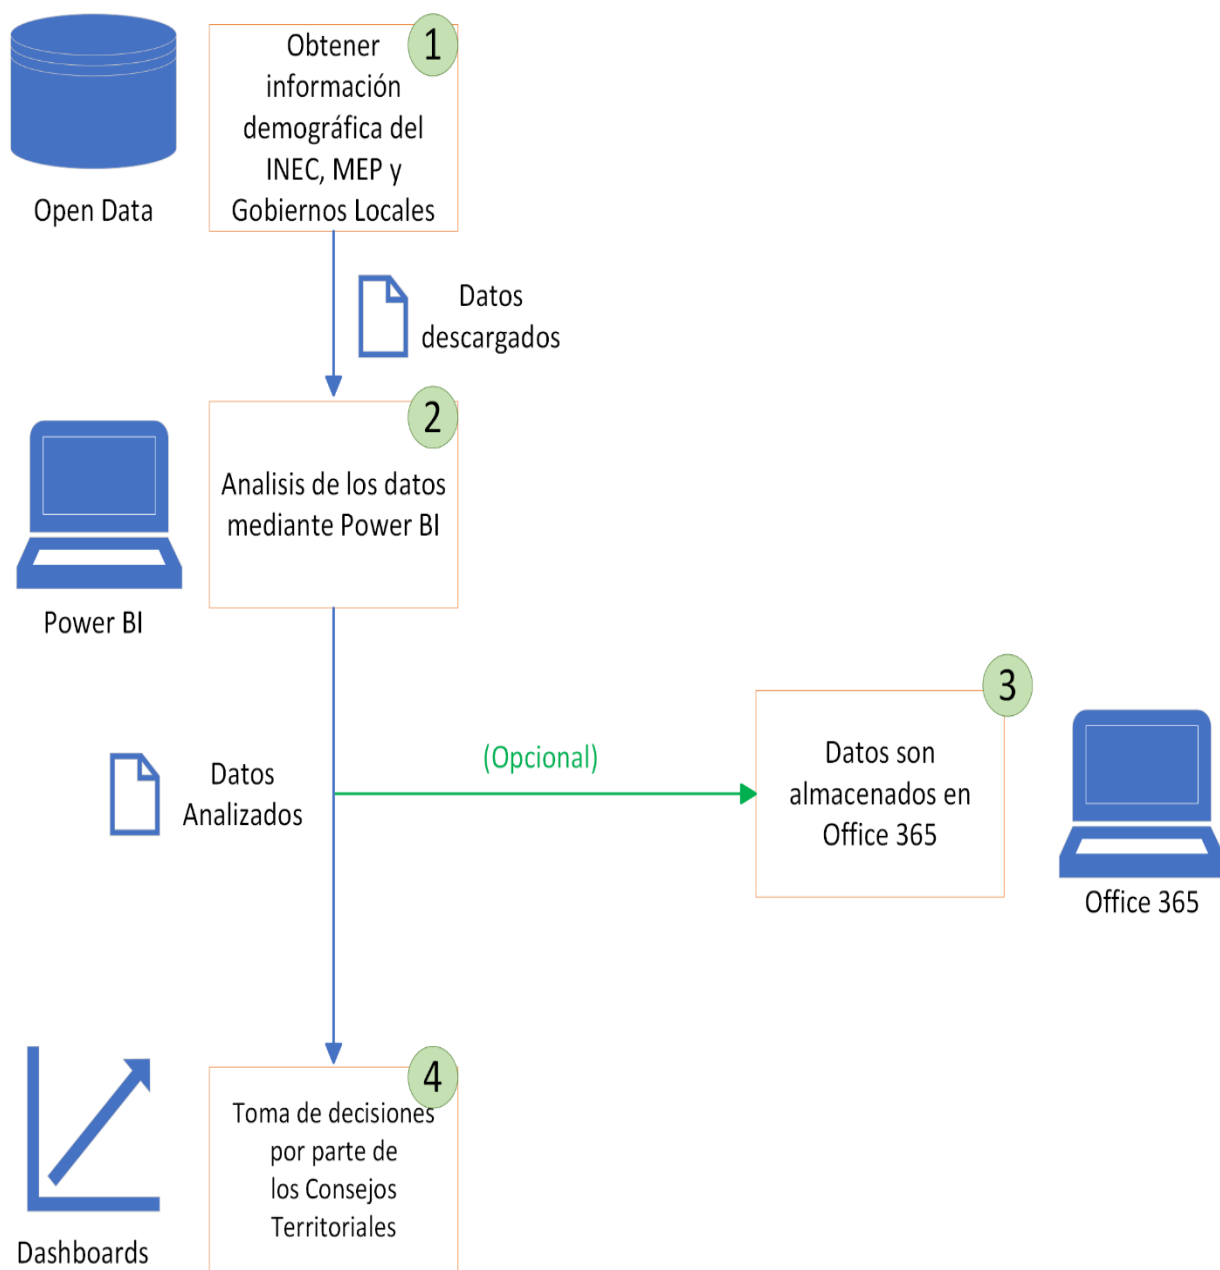 1
Obtener
información
demográfica del
INEC, MEP y
Gobiernos Locales
Open Data
Datos
descargados
2
Analisis de los datos
mediante Power BI
Power BI
3
(Opcional)
Datos son
almacenados en
Office 365
Datos
Analizados
Office 365
4
Toma de decisiones
por parte de
los Consejos
Territoriales
Dashboards